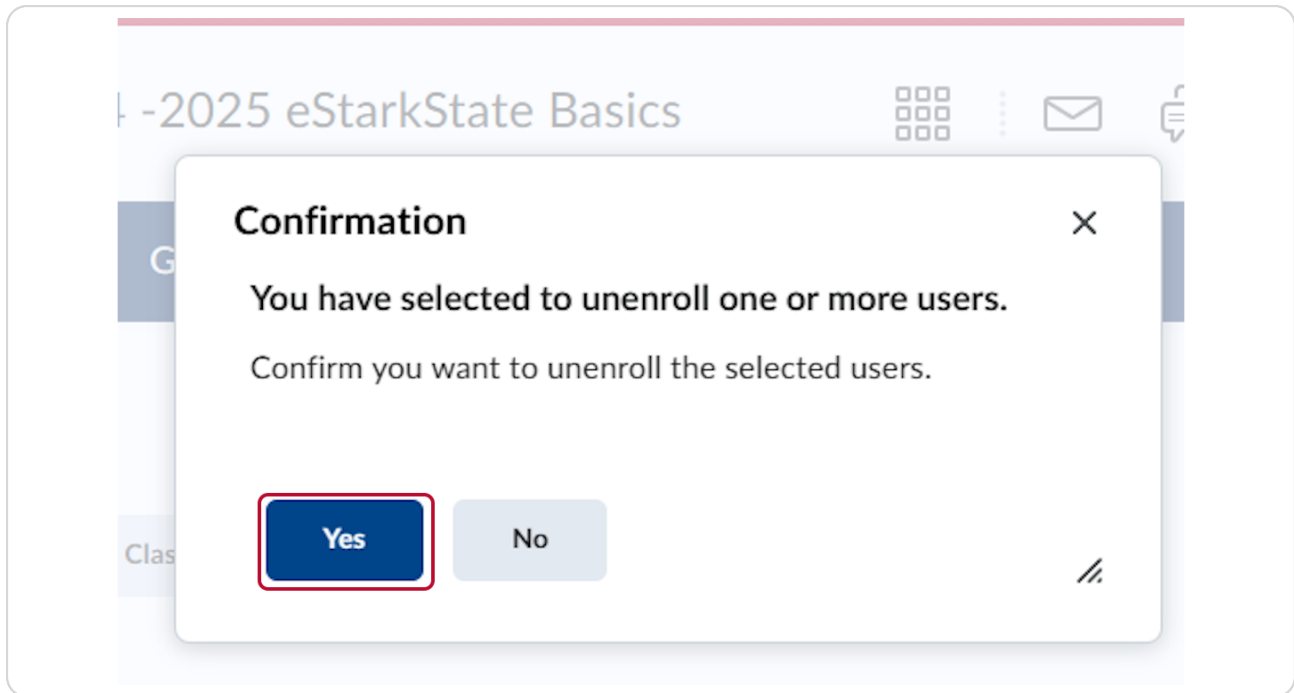 -2025 eStarkState Basics
Confirmation
You have selected to unenroll one or more users.
Confirm you want to unenroll the selected users.
Yes
No